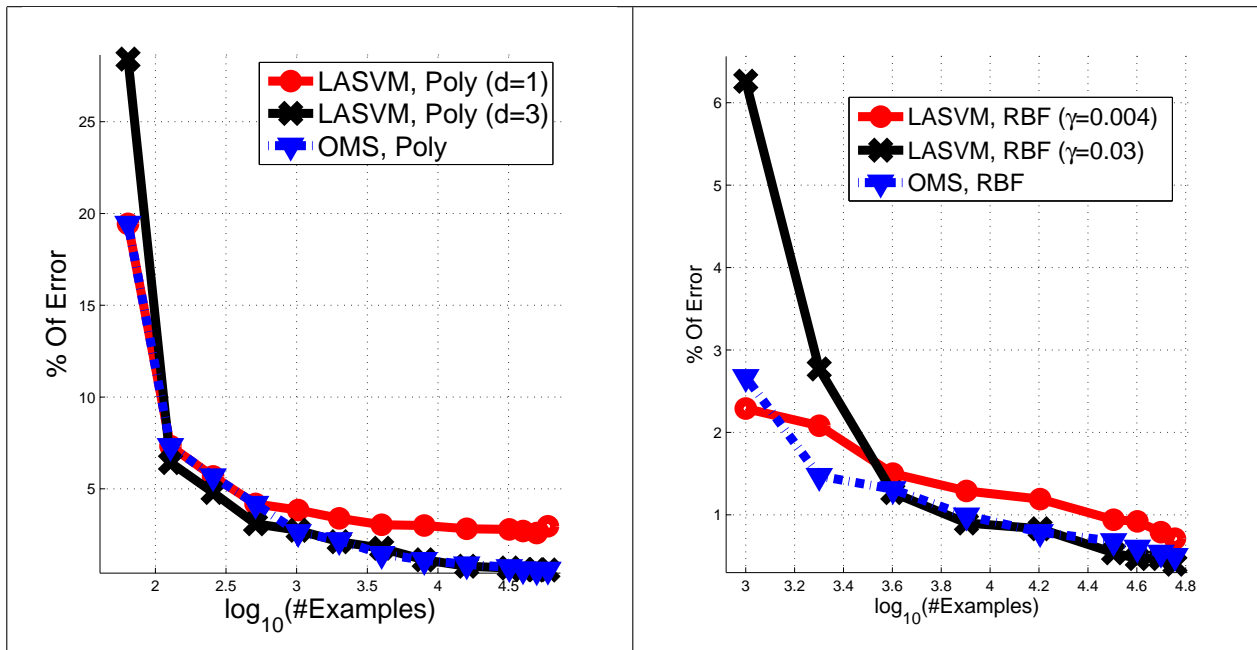 LASVM, Poly (d=1)
LASVM, Poly (d=3)
OMS, Poly
25
20
15
10
5
% Of Error
2
2.5
3
3.5
4
4.5
log10(#Examples)
LASVM, RBF (γ=0.004)
LASVM, RBF (γ=0.03)
OMS, RBF
6
5
4
3
2
1
% Of Error
3
3.2
3.4
3.6
3.8
4
4.2
4.4
4.6
4.8
log10(#Examples)